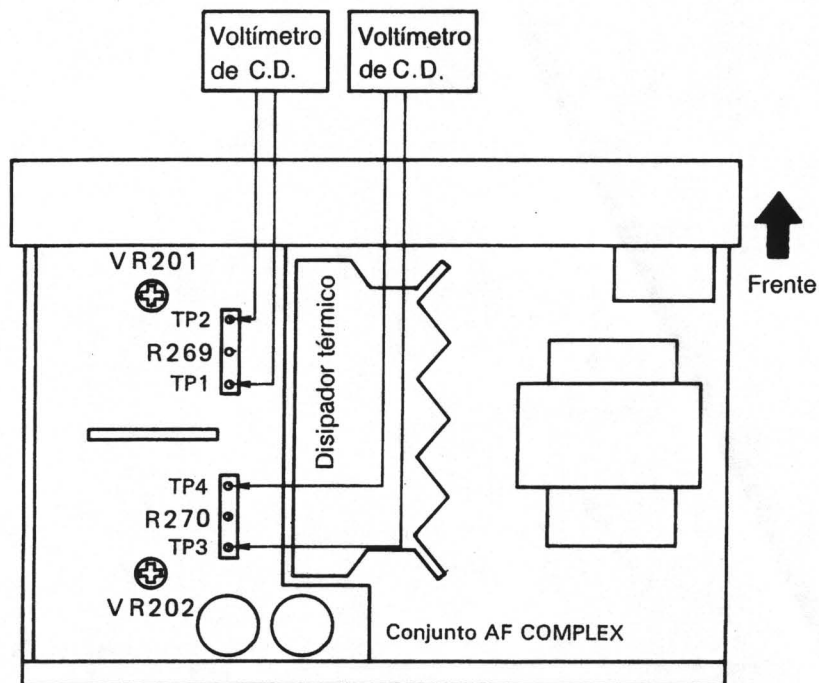 Voltímetro
de C.D.
Voltímetro
de C.D.
Frente
VR201
TP2
R269
TP1
Disipador térmico
TP4
R270
TP3
VR202
Conjunto AF COMPLEX